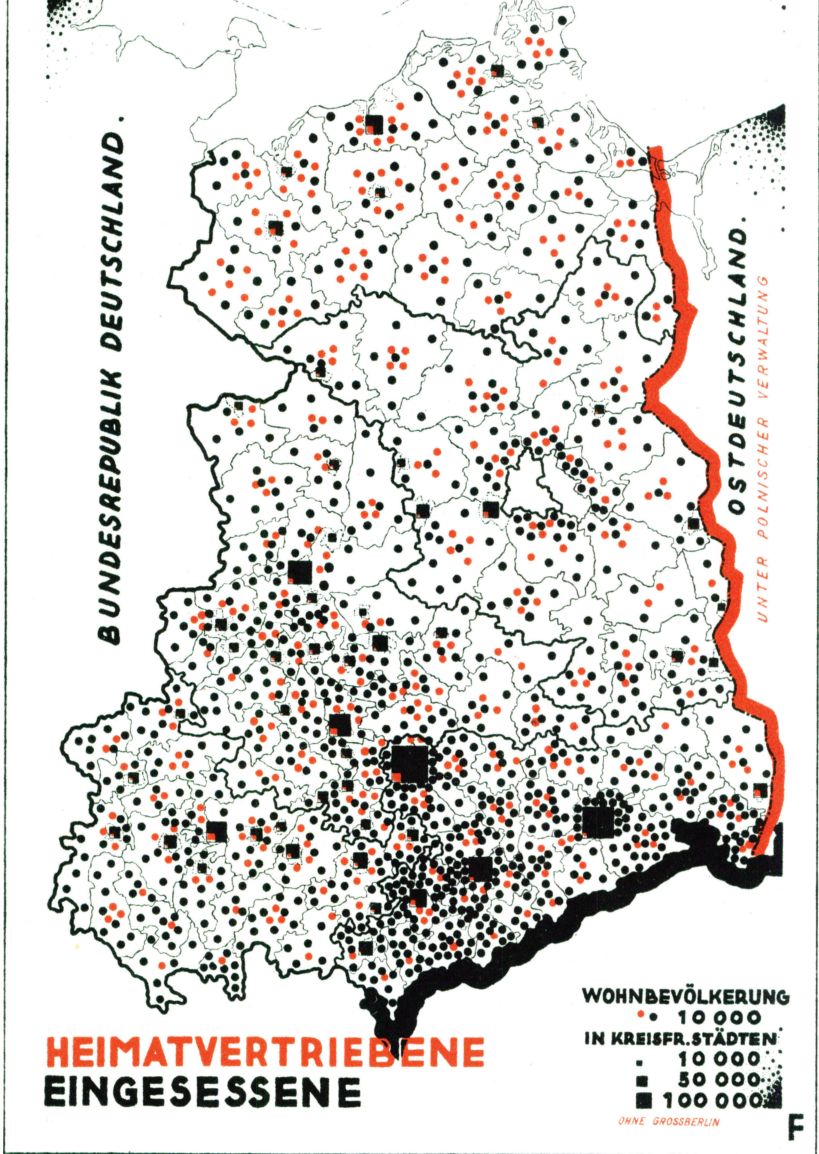 BUNDESREPUBLIK DEUTSCHLAND.
OSTDEUTSCHLAND.
UNTER POLNISCHER VERWALTUNG
WOHNBEVÖLKERUNG
10 000
IN KREISFR. STÄDTEN
10 000
50 000
100 000
OHNE GROSSBERLIN
HEIMATVERTRIEBENE
EINGESESSENE
F